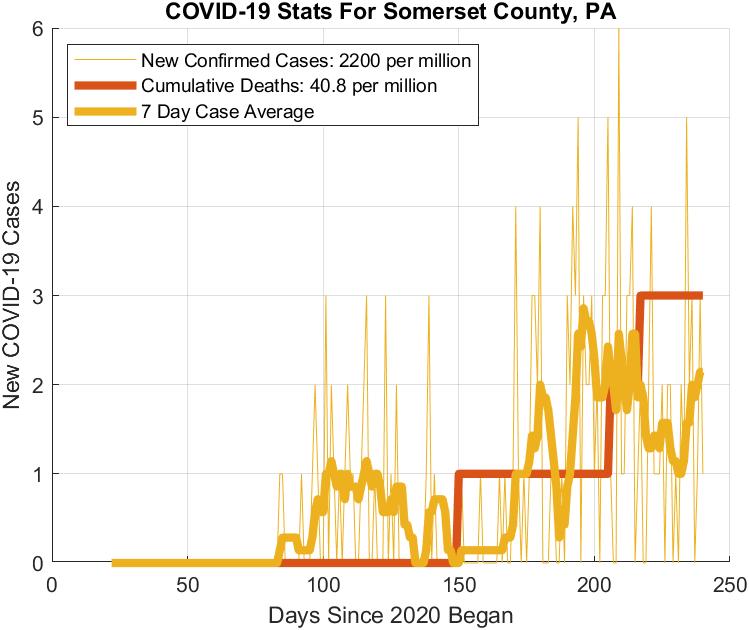 COVID-19 Stats For Somerset County, PA
New Confirmed Cases: 2200 per million
Cumulative Deaths: 40.8 per million
7 Day Case Average
New COVID-19 Cases
6
5
4
3
2
1
0
0 50 100 150 200 250
Days Since 2020 Began